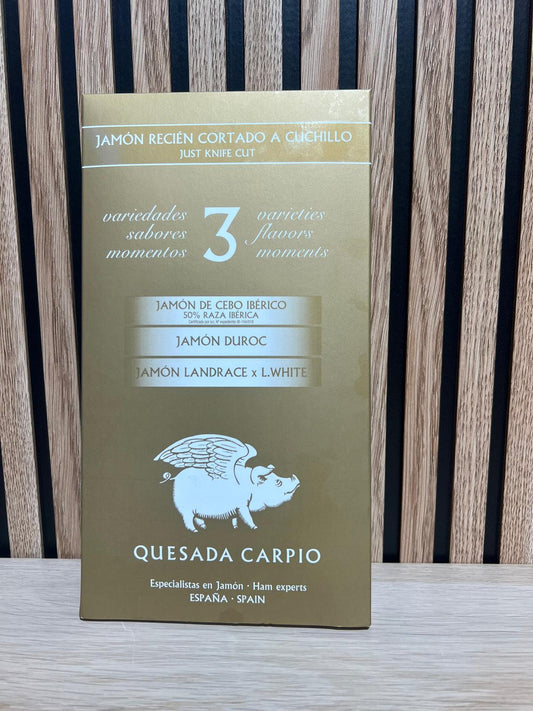 JAMÓN RECIÉN CORTADO A CUCHILLO
JUST KNIFE CUT
variedades 3 varieties
sabores flavors
momentos moments
JAMÓN DE CEBO IBÉRICO
50% RAZA IBÉRICA
JAMÓN DUROC
JAMÓN LANDRACE x L.WHITE
QUESADA CARPIO
Especialistas en Jamón · Ham experts
ESPAÑA · SPAIN